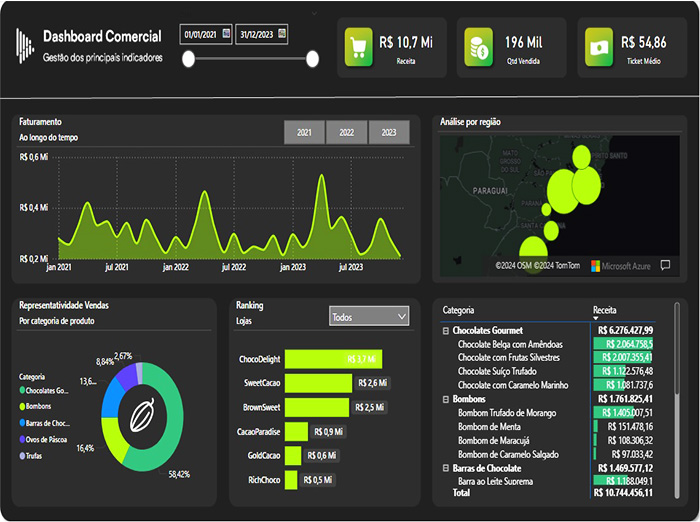 Dashboard Comercial
Gestão dos principais indicadores
01/01/2021
31/12/2023
R$ 10,7 Mi
Receita
196 Mil
Qtd Vendida
R$ 54,86
Ticket Médio
Faturamento
Ao longo do tempo
2021
2022
2023
R$ 0,6 Mi
R$ 0,4 Mi
R$ 0,2 Mi
jan 2021
jul 2021
jan 2022
jul 2022
jan 2023
jul 2023
Análise por região
MATO
GROSSO
DO SUL
PARAGUAI
SANTO
PARANÁ
SANTA
©2024 OSM ©2024 TomTom
Microsoft Azure
Representatividade Vendas
Por categoria de produto
Categoria
Chocolates Go...
Bombons
Barras de Choc...
Ovos de Páscoa
Trufas
2,67%
8,84%
13,6...
16,4%
58,42%
Ranking
Lojas
Todos
ChocoDelight
R$ 3,7 Mi
SweetCacao
R$ 2,6 Mi
BrownSweet
R$ 2,5 Mi
CacaoParadise
R$ 0,9 Mi
GoldCacao
R$ 0,6 Mi
RichChoco
R$ 0,5 Mi
Categoria Receita
Chocolates Gourmet R$ 6.276.427,99
Chocolate Belga com Amêndoas R$ 2.064.758,5
Chocolate com Frutas Silvestres R$ 2.007.355,41
Chocolate Suíço Trufado R$ 1.122.576,48
Chocolate com Caramelo Marinho R$ 1.081.737,6
Bombons R$ 1.761.825,41
Bombom Trufado de Morango R$ 1.405.007,51
Bombom de Menta R$ 151.478,16
Bombom de Maracujá R$ 108.306,32
Bombom de Caramelo Salgado R$ 97.033,42
Barras de Chocolate R$ 1.469.577,12
Barra ao Leite Suprema R$ 1.188.049,1
Total R$ 10.744.456,11